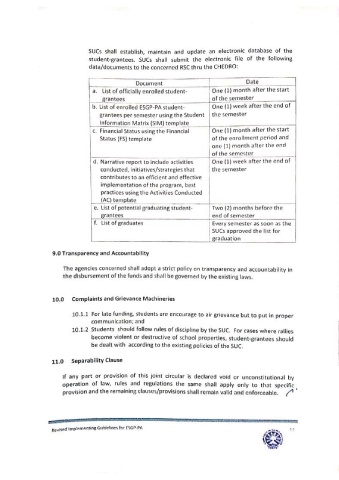 SUCs shall establish, maintain and update an electronic database of the
student-grantees. SUCs shall submit the electronic file of the following
data/documents to the concerned RSC thru the CHEDRO:
Document
Date
a. List of officially enrolled student-
grantees
One (1) month after the start
of the semester
b. List of enrolled ESGP-PA student-
grantees per semester using the Student
Information Matrix (SIM) template
One (1) week after the end of
the semester
c. Financial Status using the Financial
Status (FS) template
One (1) month after the start
of the enrollment period and
one (1) month after the end
of the semester
d. Narrative report to include activities
conducted, initiatives/strategies that
contributes to an efficient and effective
implementation of the program, best
practices using the Activities Conducted
(AC) template
One (1) week after the end of
the semester
e. List of potential graduating student-
grantees
Two (2) months before the
end of semester
f. List of graduates
Every semester as soon as the
SUCs approved the list for
graduation
9.0 Transparency and Accountability
The agencies concerned shall adopt a strict policy on transparency and accountability in
the disbursement of the funds and shall be governed by the existing laws.
10.0 Complaints and Grievance Machineries
10.1.1 For late funding, students are encourage to air grievance but to put in proper
communication; and
10.1.2 Students should follow rules of discipline by the SUC. For cases where rallies
become violent or destructive of school properties, student-grantees should
be dealt with according to the existing policies of the SUC.
11.0 Separability Clause
If any part or provision of this joint circular is declared void or unconstitutional by
operation of law, rules and regulations the same shall apply only to that specific
provision and the remaining clauses/provisions shall remain valid and enforceable.
Revised Implementing Guidelines for ESGP-PA